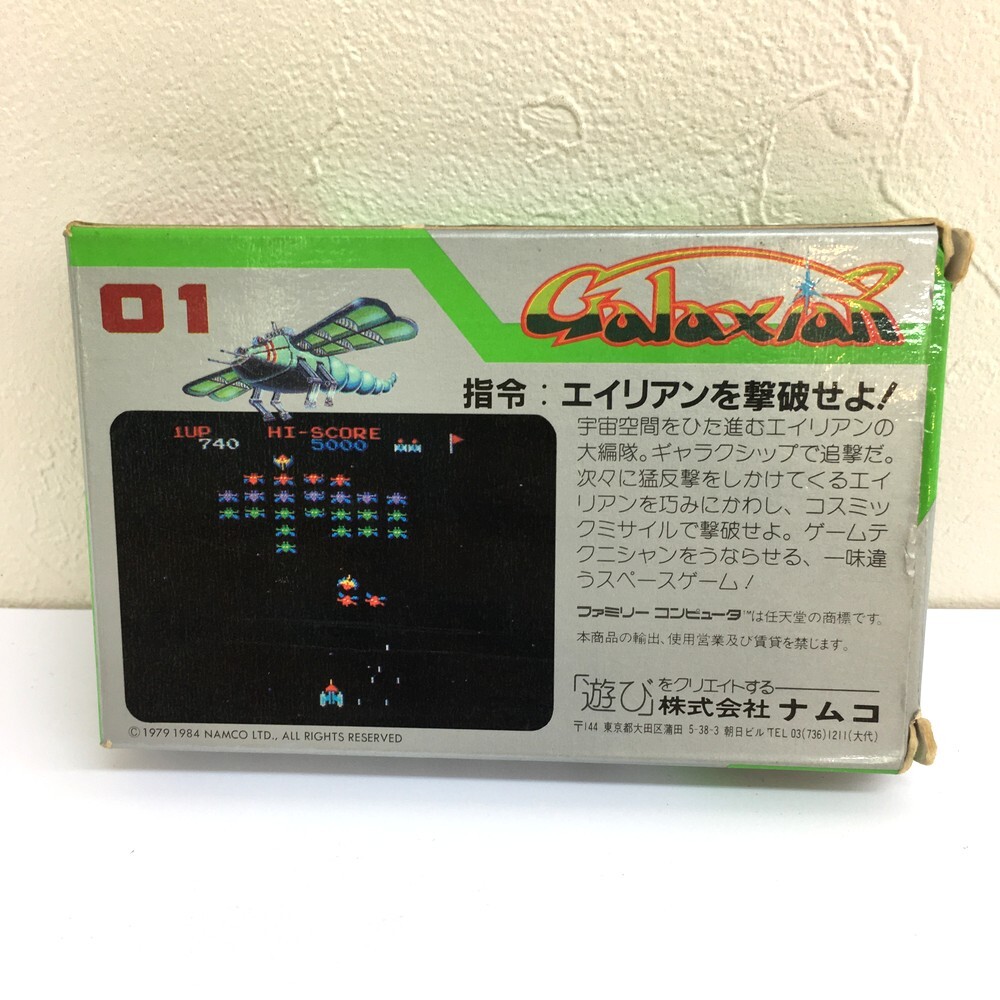 01
Galaxian
指令：エイリアンを撃破せよ！
1UP HI-SCORE
740 5000
宇宙空間をひた進むエイリアンの
大編隊。ギャラクシップで追撃だ。
次々に猛反撃をしかけてくるエイ
リアンを巧みにかわし、コスミッ
クミサイルで撃破せよ。ゲームテ
クニシャンをうならせる、一味違
うスペースゲーム！
ファミリーコンピュータ™は任天堂の商標です。
本商品の輸出、使用営業及び賃貸を禁じます。
「遊び」をクリエイトする
株式会社 ナムコ
〒144 東京都大田区蒲田 5-38-3 朝日ビル TEL 03(736)1211(大代)
©1979 1984 NAMCO LTD., ALL RIGHTS RESERVED